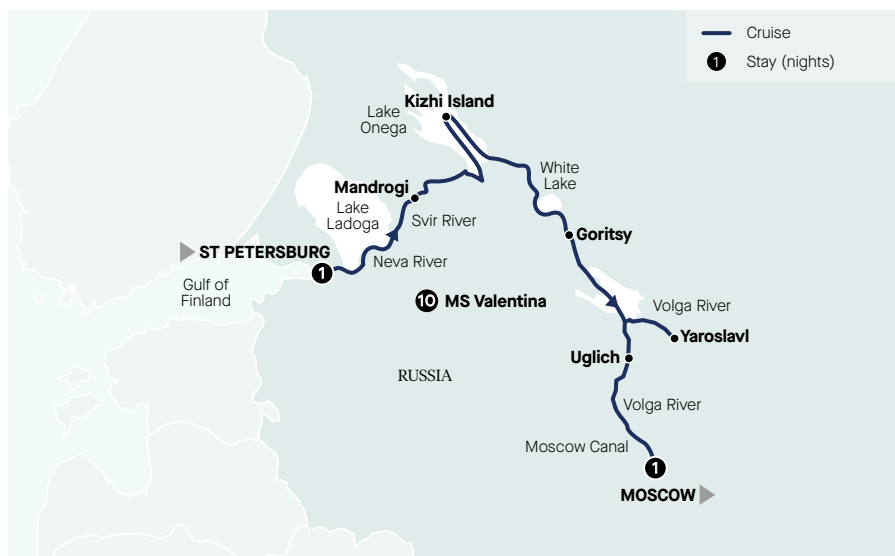 Cruise
1
Stay (nights)
Kizhi Island
Lake
Onega
White
Lake
Mandrogi
Lake
Ladoga
Svir River
Goritsy
ST PETERSBURG
1
Neva River
Gulf of
Finland
10
MS Valentina
Volga River
Yaroslavl
Uglich
RUSSIA
Volga River
Moscow Canal
1
MOSCOW